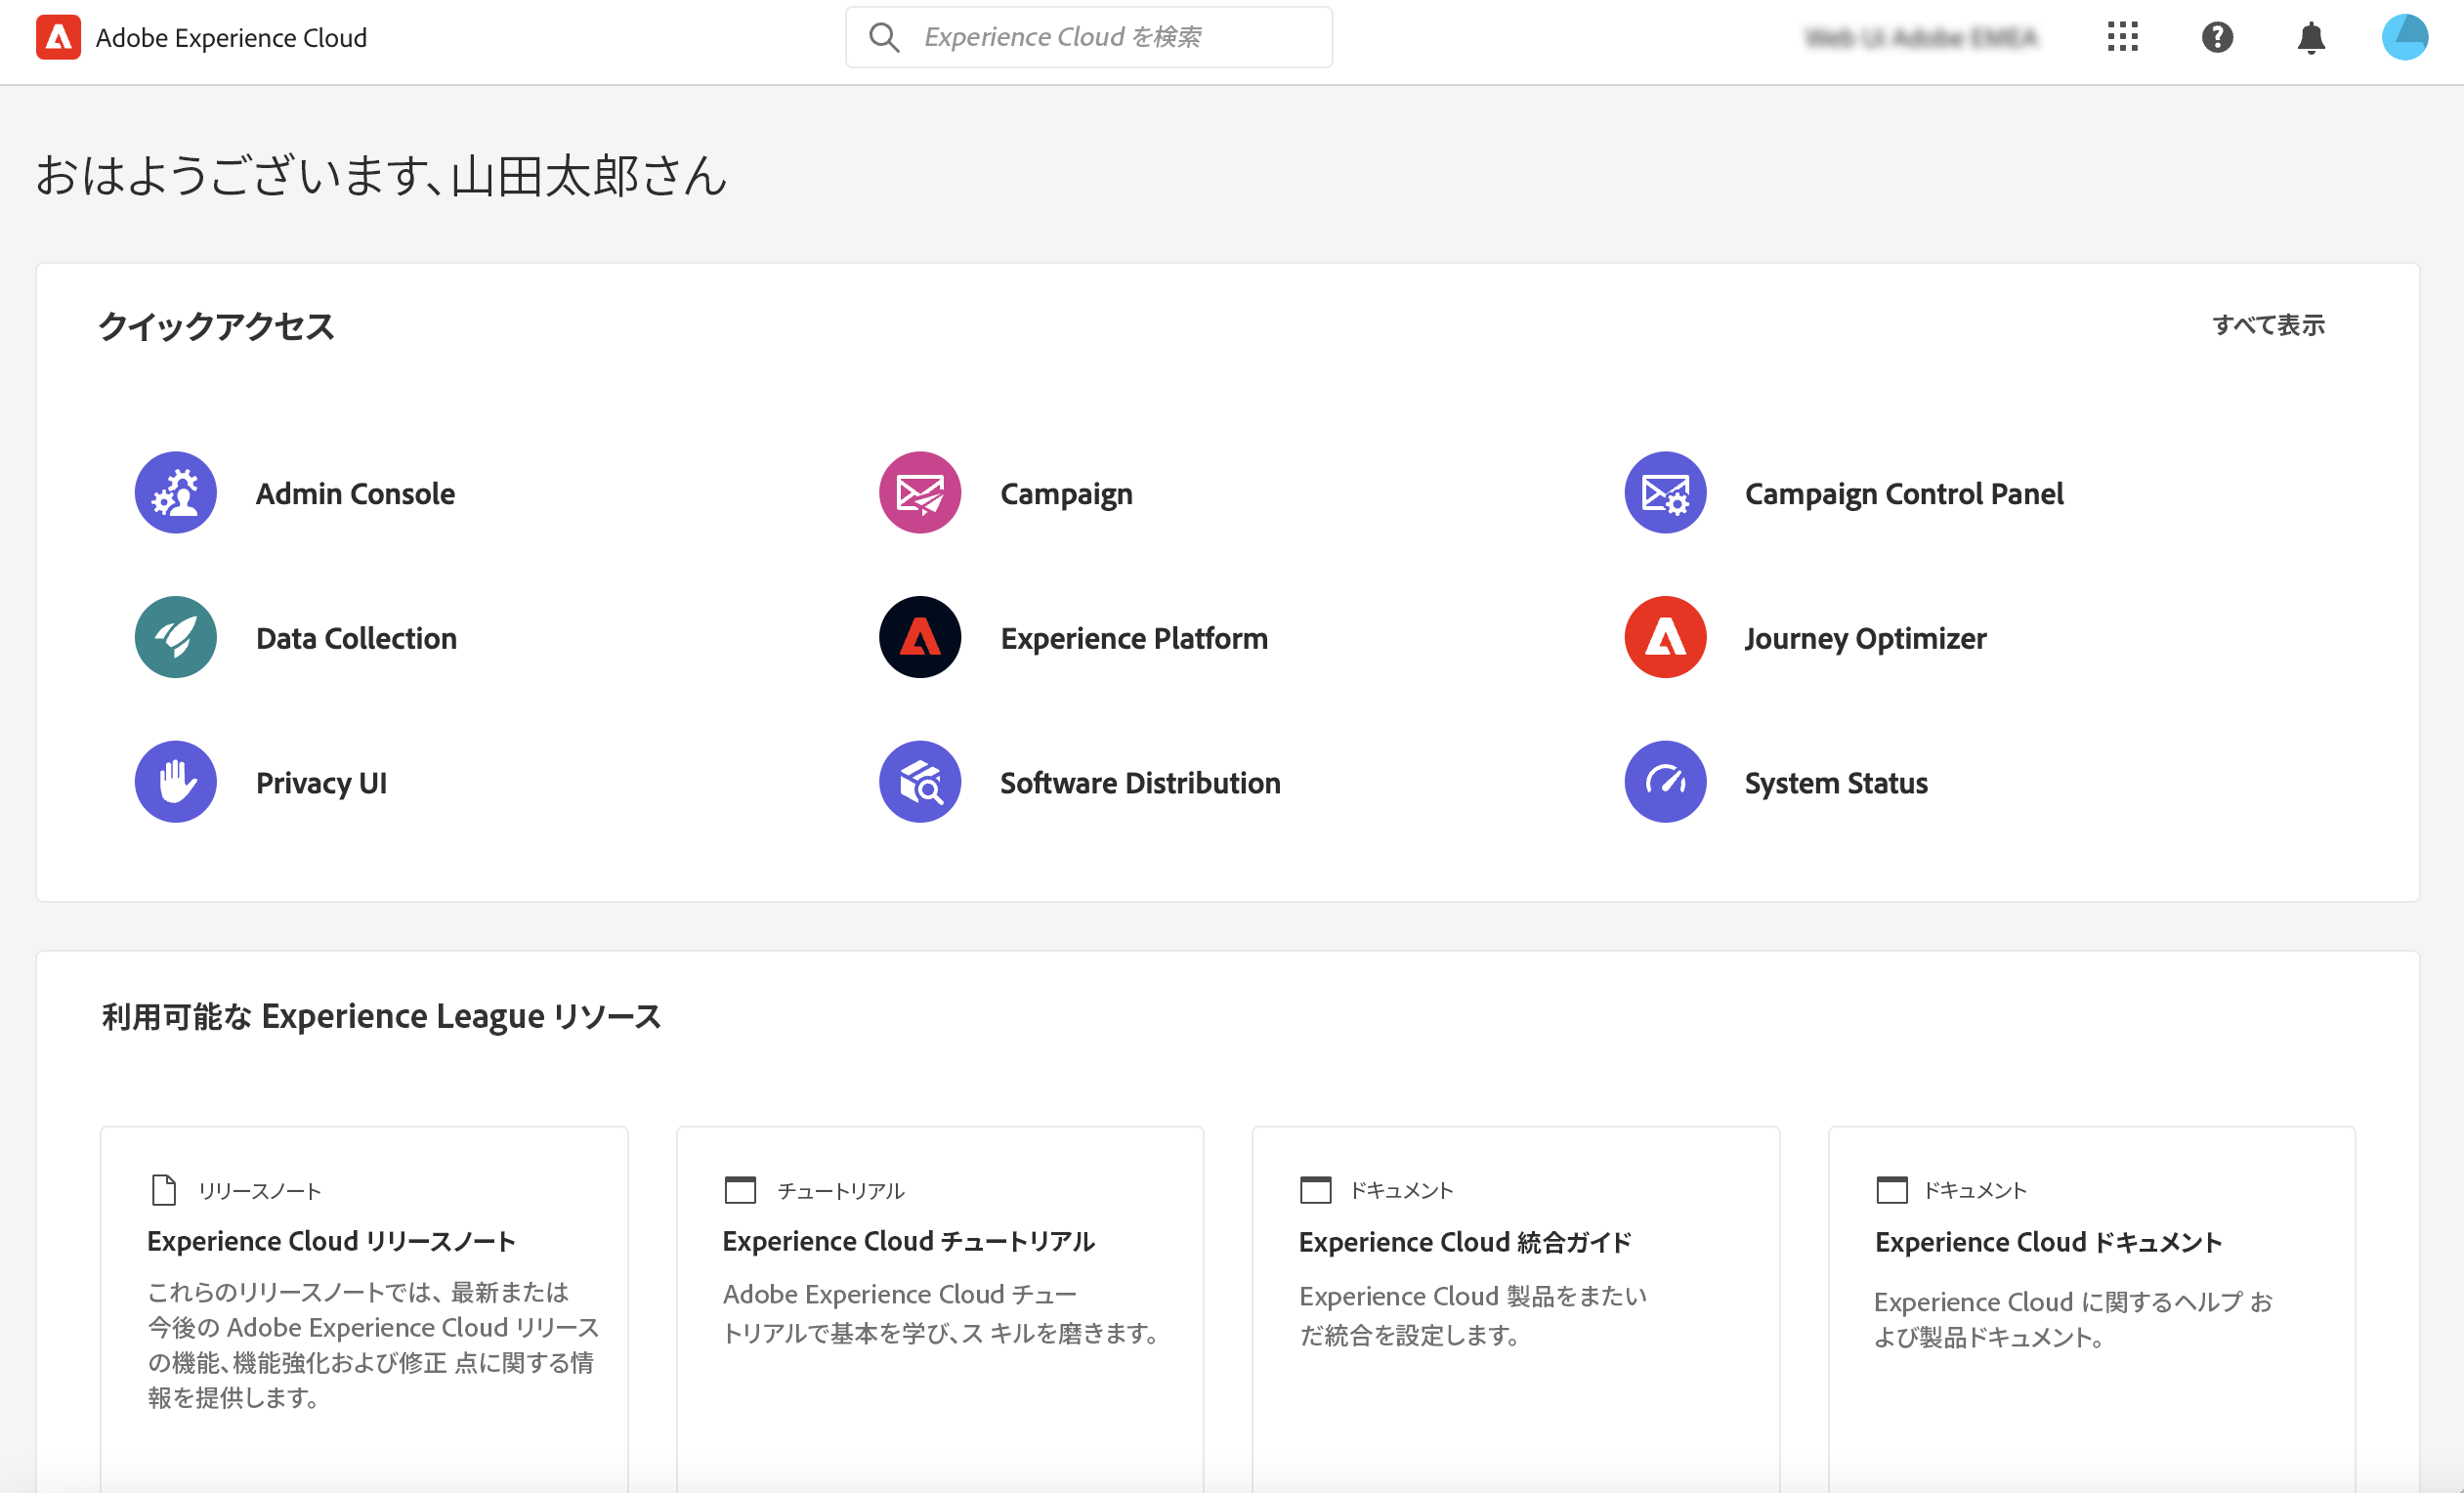 Adobe Experience Cloud
Experience Cloud を検索
おはようございます、山田太郎さん
クイックアクセス
すべて表示
Admin Console
Campaign
Campaign Control Panel
Data Collection
Experience Platform
Journey Optimizer
Privacy UI
Software Distribution
System Status
利用可能な Experience League リソース
リリースノート
Experience Cloud リリースノート
これらのリリースノートでは、最新または
今後の Adobe Experience Cloud リリース
の機能、機能強化および修正 点に関する情
報を提供します。
チュートリアル
Experience Cloud チュートリアル
Adobe Experience Cloud チュー
トリアルで基本を学び、ス キルを磨きます。
ドキュメント
Experience Cloud 統合ガイド
Experience Cloud 製品をまたい
だ統合を設定します。
ドキュメント
Experience Cloud ドキュメント
Experience Cloud に関するヘルプ お
よび製品ドキュメント。